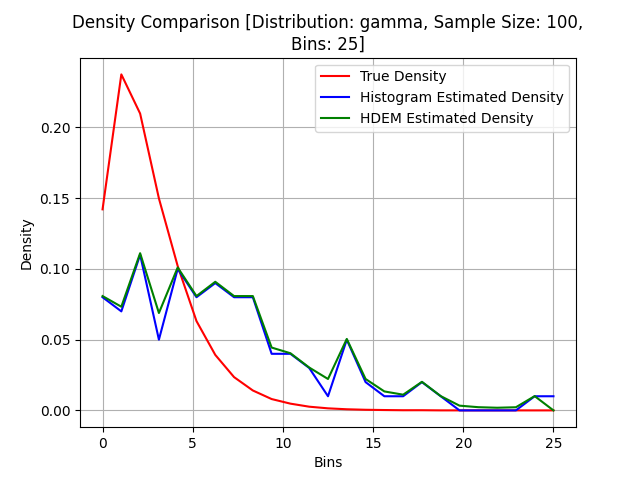 Density Comparison [Distribution: gamma, Sample Size: 100,
Bins: 25]
True Density
Histogram Estimated Density
HDEM Estimated Density
Density
0.20
0.15
0.10
0.05
0.00
0 5 10 15 20 25
Bins